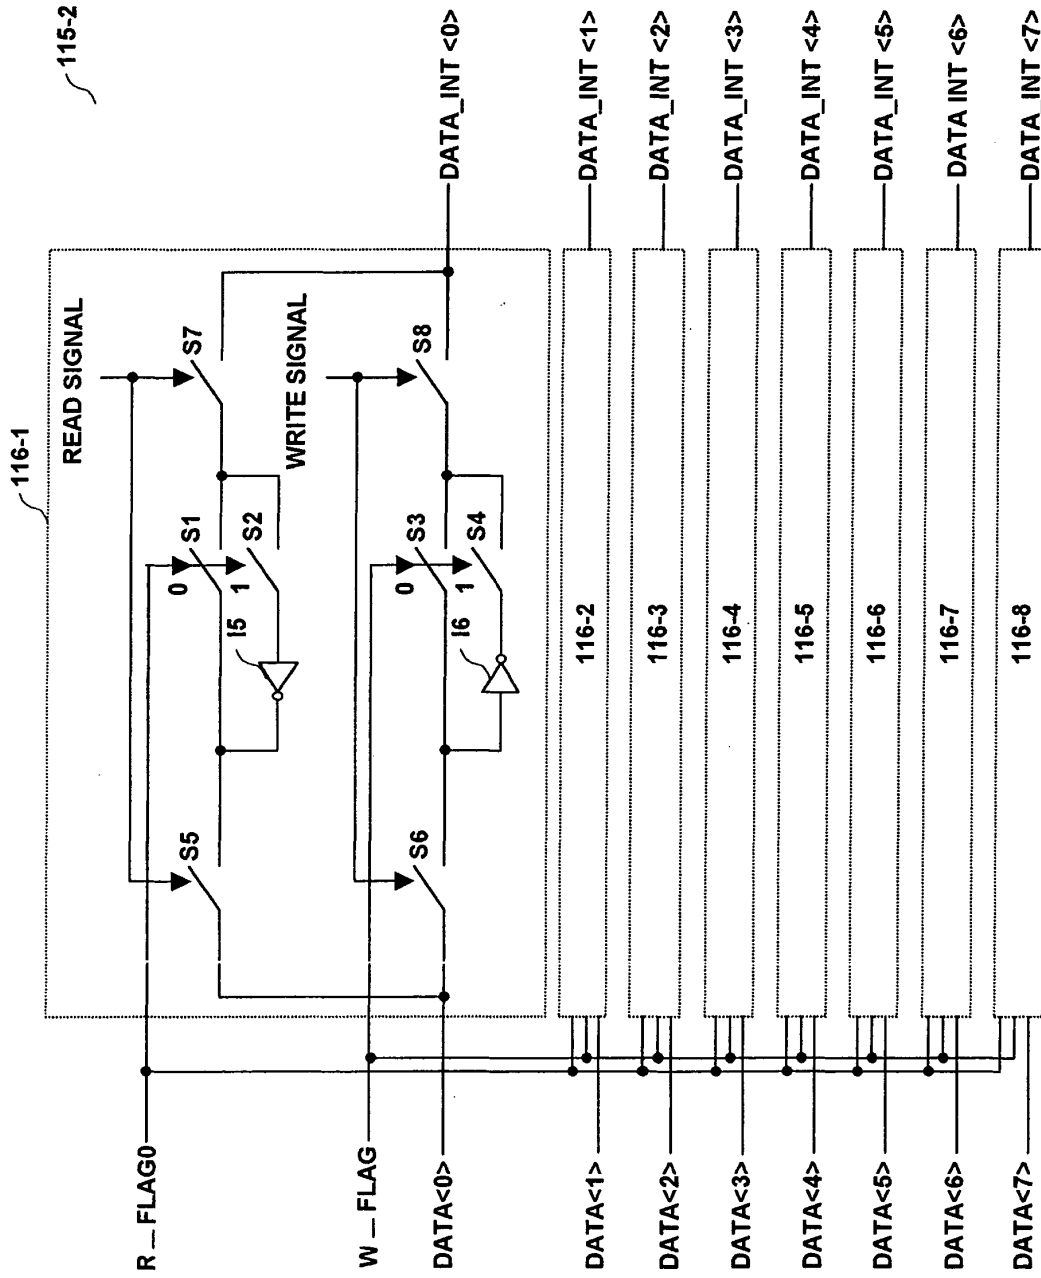 115-2
116-1
READ SIGNAL
S5
S1
S7
0
1
S2
I5
WRITE SIGNAL
S6
S3
S8
0
1
S4
I6
R _ FLAG0
W _ FLAG
DATA<0>
DATA_INT <0>
DATA<1>
116-2
DATA_INT <1>
DATA<2>
116-3
DATA_INT <2>
DATA<3>
116-4
DATA_INT <3>
DATA<4>
116-5
DATA_INT <4>
DATA<5>
116-6
DATA_INT <5>
DATA<6>
116-7
DATA INT <6>
DATA<7>
116-8
DATA_INT <7>